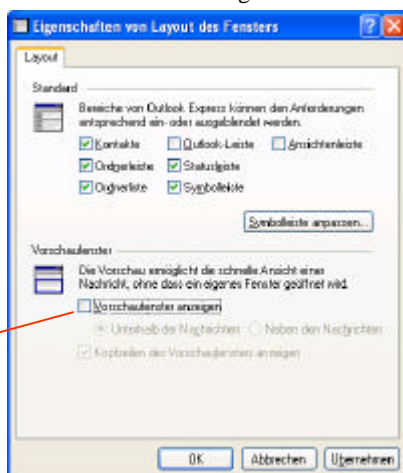 Eigenschaften von Layout des Fensters
Layout
Standard
Bereiche von Outlook Express können den Anforderungen
entsprechend ein- oder ausgeblendet werden.
Kontakte Outlook-Leiste Ansichtenleiste
Ordnerleiste Statusleiste
Ordnerliste Symbolleiste
Symbolleiste anpassen...
Vorschaufenster
Die Vorschau ermöglicht die schnelle Ansicht einer
Nachricht, ohne dass ein eigenes Fenster geöffnet wird.
Vorschaufenster anzeigen
Unterhalb der Nachrichten Neben den Nachrichten
Kopfzeilen des Vorschaufensters anzeigen
OK Abbrechen Übernehmen